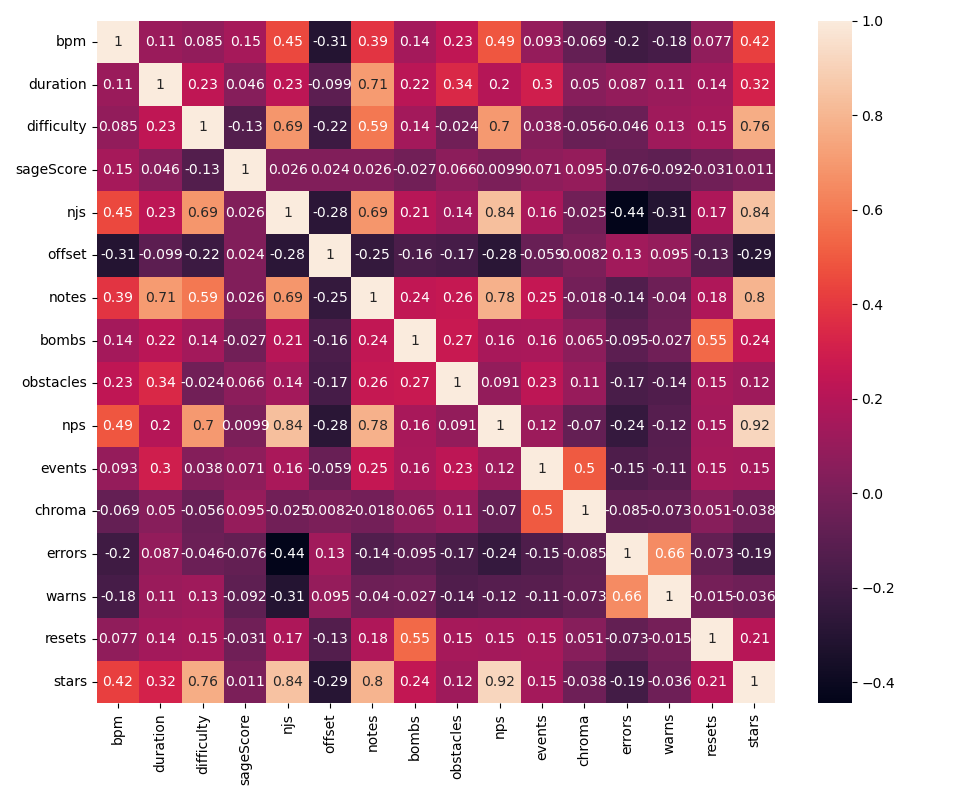 bpm 1 0.11 0.085 0.15 0.45 -0.31 0.39 0.14 0.23 0.49 0.093 -0.069 -0.2 -0.18 0.077 0.42
duration 0.11 1 0.23 0.046 0.23 -0.099 0.71 0.22 0.34 0.2 0.3 0.05 0.087 0.11 0.14 0.32
difficulty 0.085 0.23 1 -0.13 0.69 -0.22 0.59 0.14 -0.024 0.7 0.038 -0.056 -0.046 0.13 0.15 0.76
sageScore 0.15 0.046 -0.13 1 0.026 0.024 0.026 -0.027 0.066 0.0099 0.071 0.095 -0.076 -0.092 -0.031 0.011
njs 0.45 0.23 0.69 0.026 1 -0.28 0.69 0.21 0.14 0.84 0.16 -0.025 -0.44 -0.31 0.17 0.84
offset -0.31 -0.099 -0.22 0.024 -0.28 1 -0.25 -0.16 -0.17 -0.28 -0.059 0.0082 0.13 0.095 -0.13 -0.29
notes 0.39 0.71 0.59 0.026 0.69 -0.25 1 0.24 0.26 0.78 0.25 -0.018 -0.14 -0.04 0.18 0.8
bombs 0.14 0.22 0.14 -0.027 0.21 -0.16 0.24 1 0.27 0.16 0.16 0.065 -0.095 -0.027 0.55 0.24
obstacles 0.23 0.34 -0.024 0.066 0.14 -0.17 0.26 0.27 1 0.091 0.23 0.11 -0.17 -0.14 0.15 0.12
nps 0.49 0.2 0.7 0.0099 0.84 -0.28 0.78 0.16 0.091 1 0.12 -0.07 -0.24 -0.12 0.15 0.92
events 0.093 0.3 0.038 0.071 0.16 -0.059 0.25 0.16 0.23 0.12 1 0.5 -0.15 -0.11 0.15 0.15
chroma -0.069 0.05 -0.056 0.095 -0.025 0.0082 -0.018 0.065 0.11 -0.07 0.5 1 -0.085 -0.073 0.051 -0.038
errors -0.2 0.087 -0.046 -0.076 -0.44 0.13 -0.14 -0.095 -0.17 -0.24 -0.15 -0.085 1 0.66 -0.073 -0.19
warns -0.18 0.11 0.13 -0.092 -0.31 0.095 -0.04 -0.027 -0.14 -0.12 -0.11 -0.073 0.66 1 -0.015 -0.036
resets 0.077 0.14 0.15 -0.031 0.17 -0.13 0.18 0.55 0.15 0.15 0.15 0.051 -0.073 -0.015 1 0.21
stars 0.42 0.32 0.76 0.011 0.84 -0.29 0.8 0.24 0.12 0.92 0.15 -0.038 -0.19 -0.036 0.21 1
bpm duration difficulty sageScore njs offset notes bombs obstacles nps events chroma errors warns resets stars
1.0
0.8
0.6
0.4
0.2
0.0
−0.2
−0.4